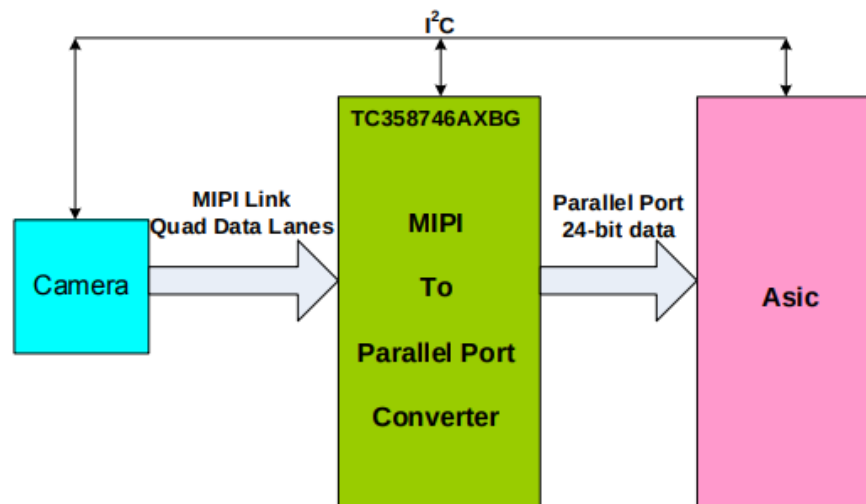 I²C
TC358746AXBG
MIPI Link
Quad Data Lanes
Parallel Port
24-bit data
Camera
MIPI
To
Parallel Port
Converter
Asic